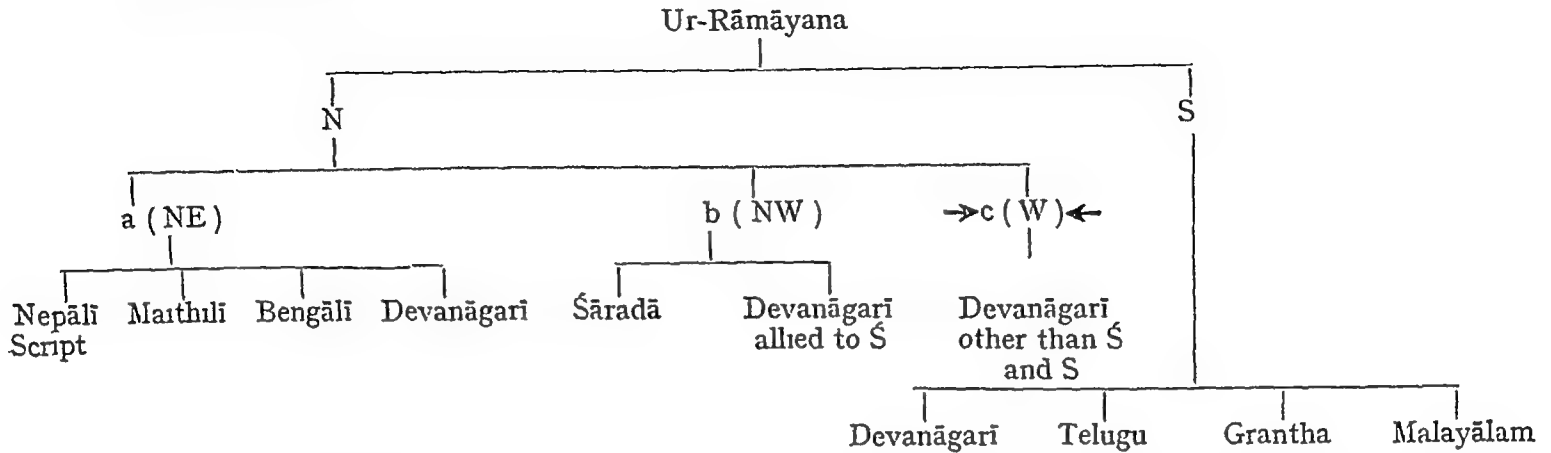 Ur-Rāmāyana
N S
a ( NE ) b ( NW ) →c ( W )←
Nepālī Maithilī Bengālī Devanāgarī Śāradā Devanāgarī Devanāgarī
Script allied to Ś other than Ś
and S
Devanāgarī Telugu Grantha Malayālam